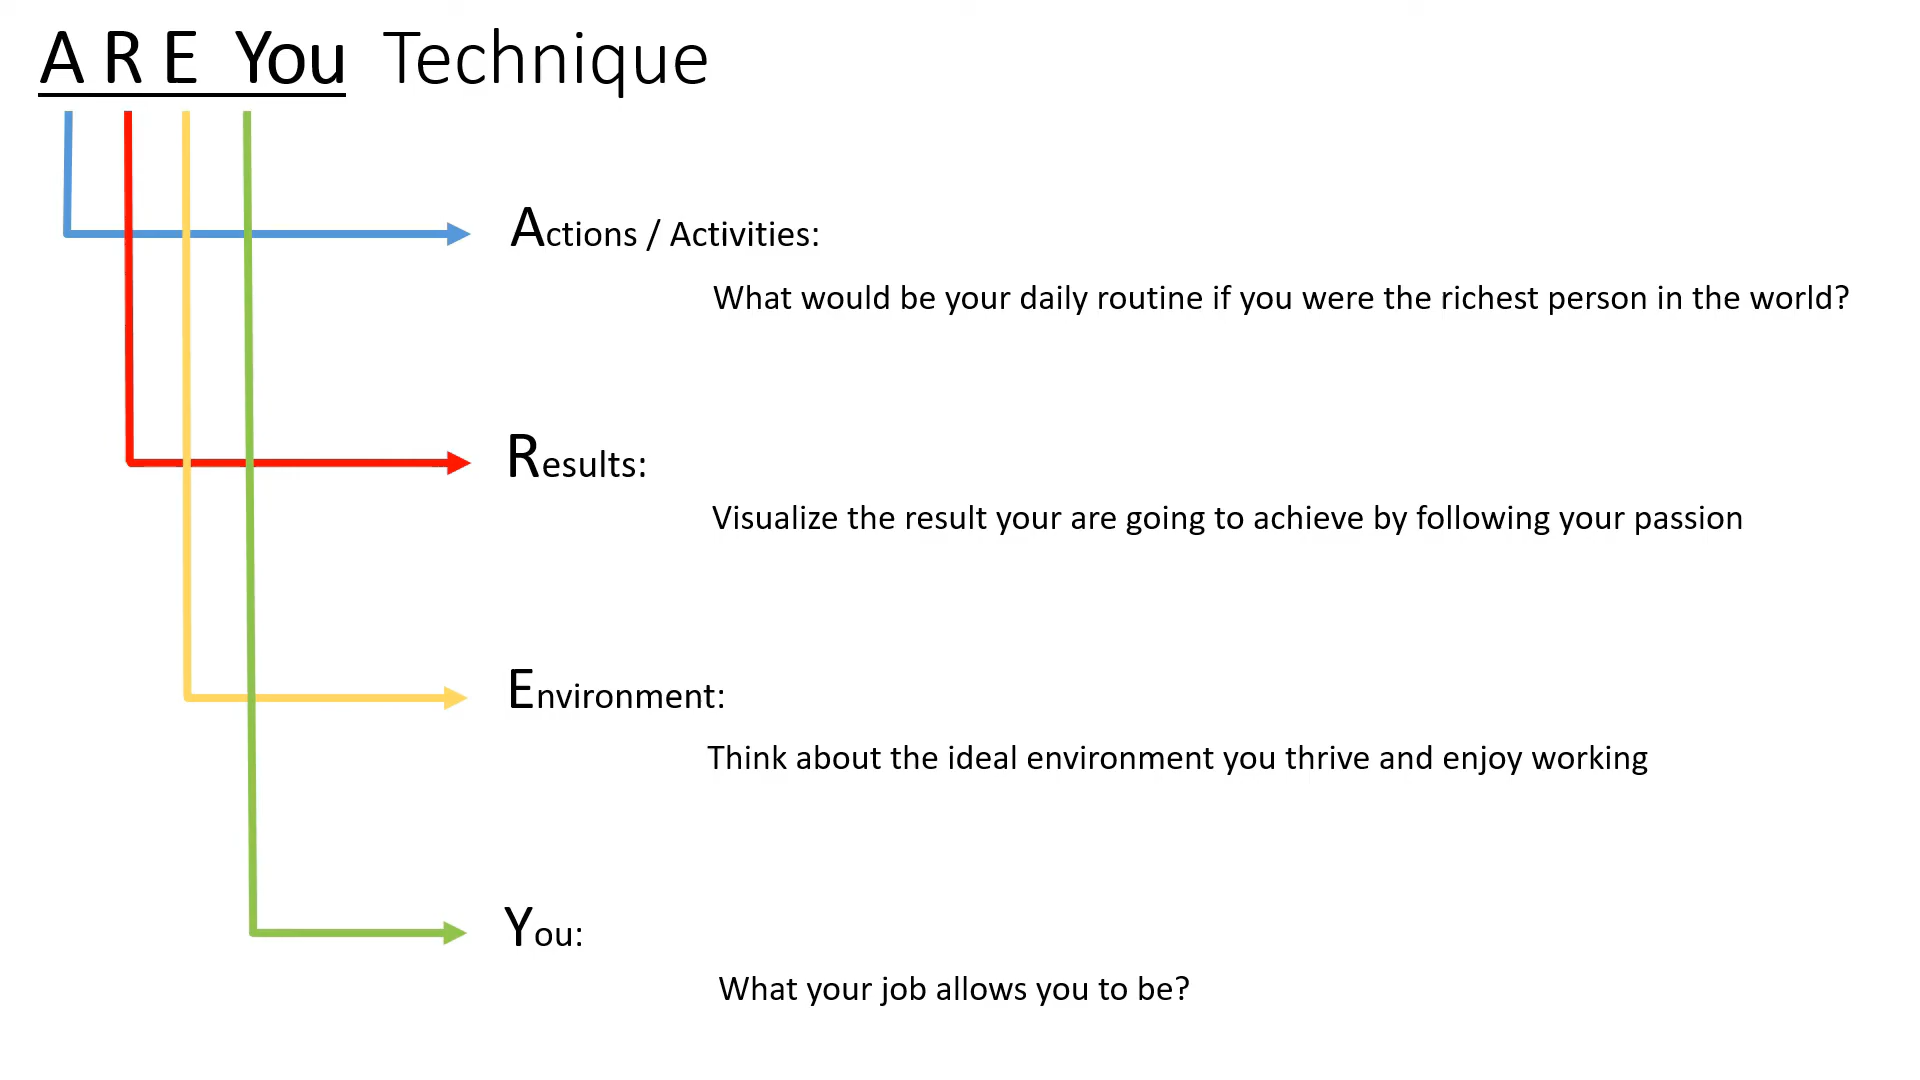 A R E You Technique
Actions / Activities:
What would be your daily routine if you were the richest person in the world?
Results:
Visualize the result your are going to achieve by following your passion
Environment:
Think about the ideal environment you thrive and enjoy working
You:
What your job allows you to be?